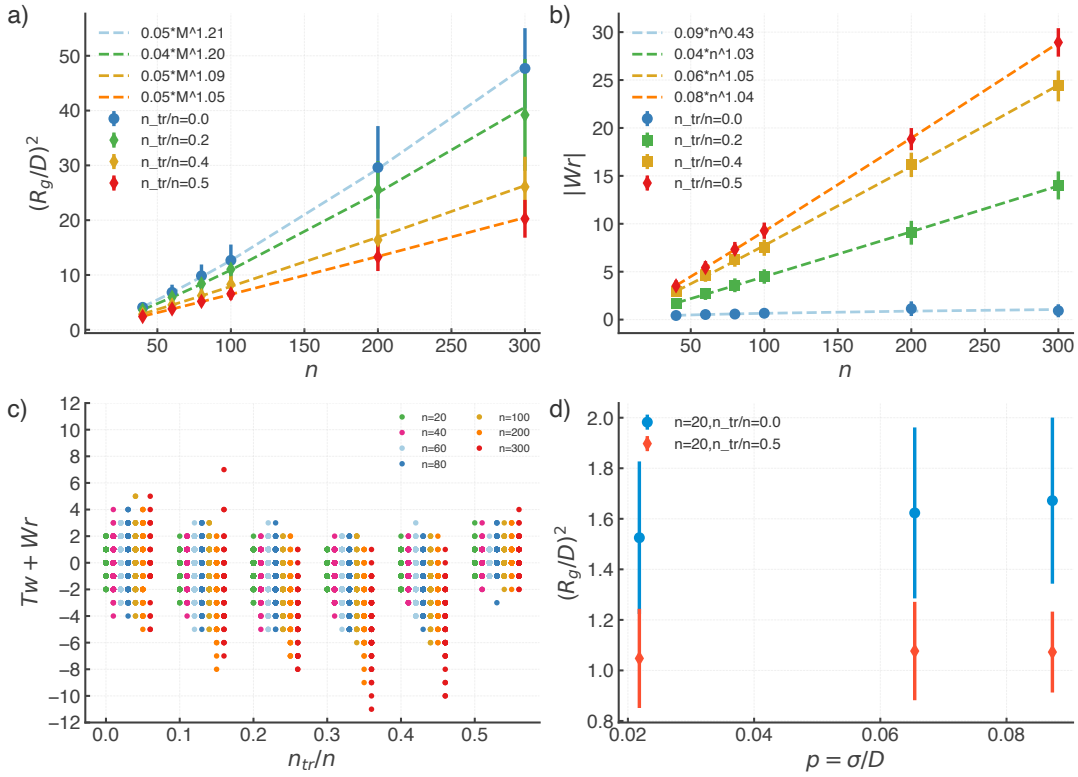 a)
0.05*M^1.21
0.04*M^1.20
0.05*M^1.09
0.05*M^1.05
n_tr/n=0.0
n_tr/n=0.2
n_tr/n=0.4
n_tr/n=0.5
(R_g/D)^2
50
40
30
20
10
0
50 100 150 200 250 300
n
b)
0.09*n^0.43
0.04*n^1.03
0.06*n^1.05
0.08*n^1.04
n_tr/n=0.0
n_tr/n=0.2
n_tr/n=0.4
n_tr/n=0.5
|Wr|
30
25
20
15
10
5
0
50 100 150 200 250 300
n
c)
n=20
n=40
n=60
n=80
n=100
n=200
n=300
Tw + Wr
12
10
8
6
4
2
0
−2
−4
−6
−8
−10
−12
0.0 0.1 0.2 0.3 0.4 0.5
n_{tr}/n
d)
n=20,n_tr/n=0.0
n=20,n_tr/n=0.5
(R_g/D)^2
2.0
1.8
1.6
1.4
1.2
1.0
0.8
0.02 0.04 0.06 0.08
p = σ/D